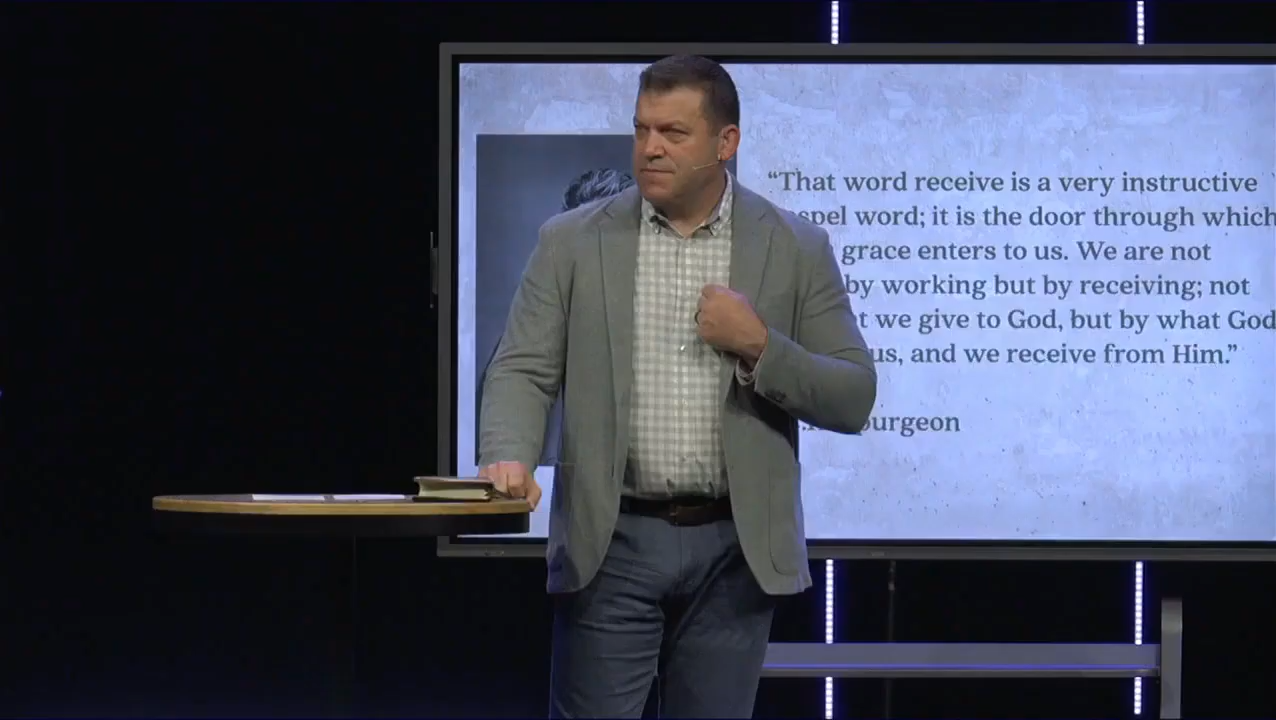 “That word receive is a very instructive
spel word; it is the door through which
grace enters to us. We are not
by working but by receiving; not
t we give to God, but by what God
us, and we receive from Him.”
purgeon